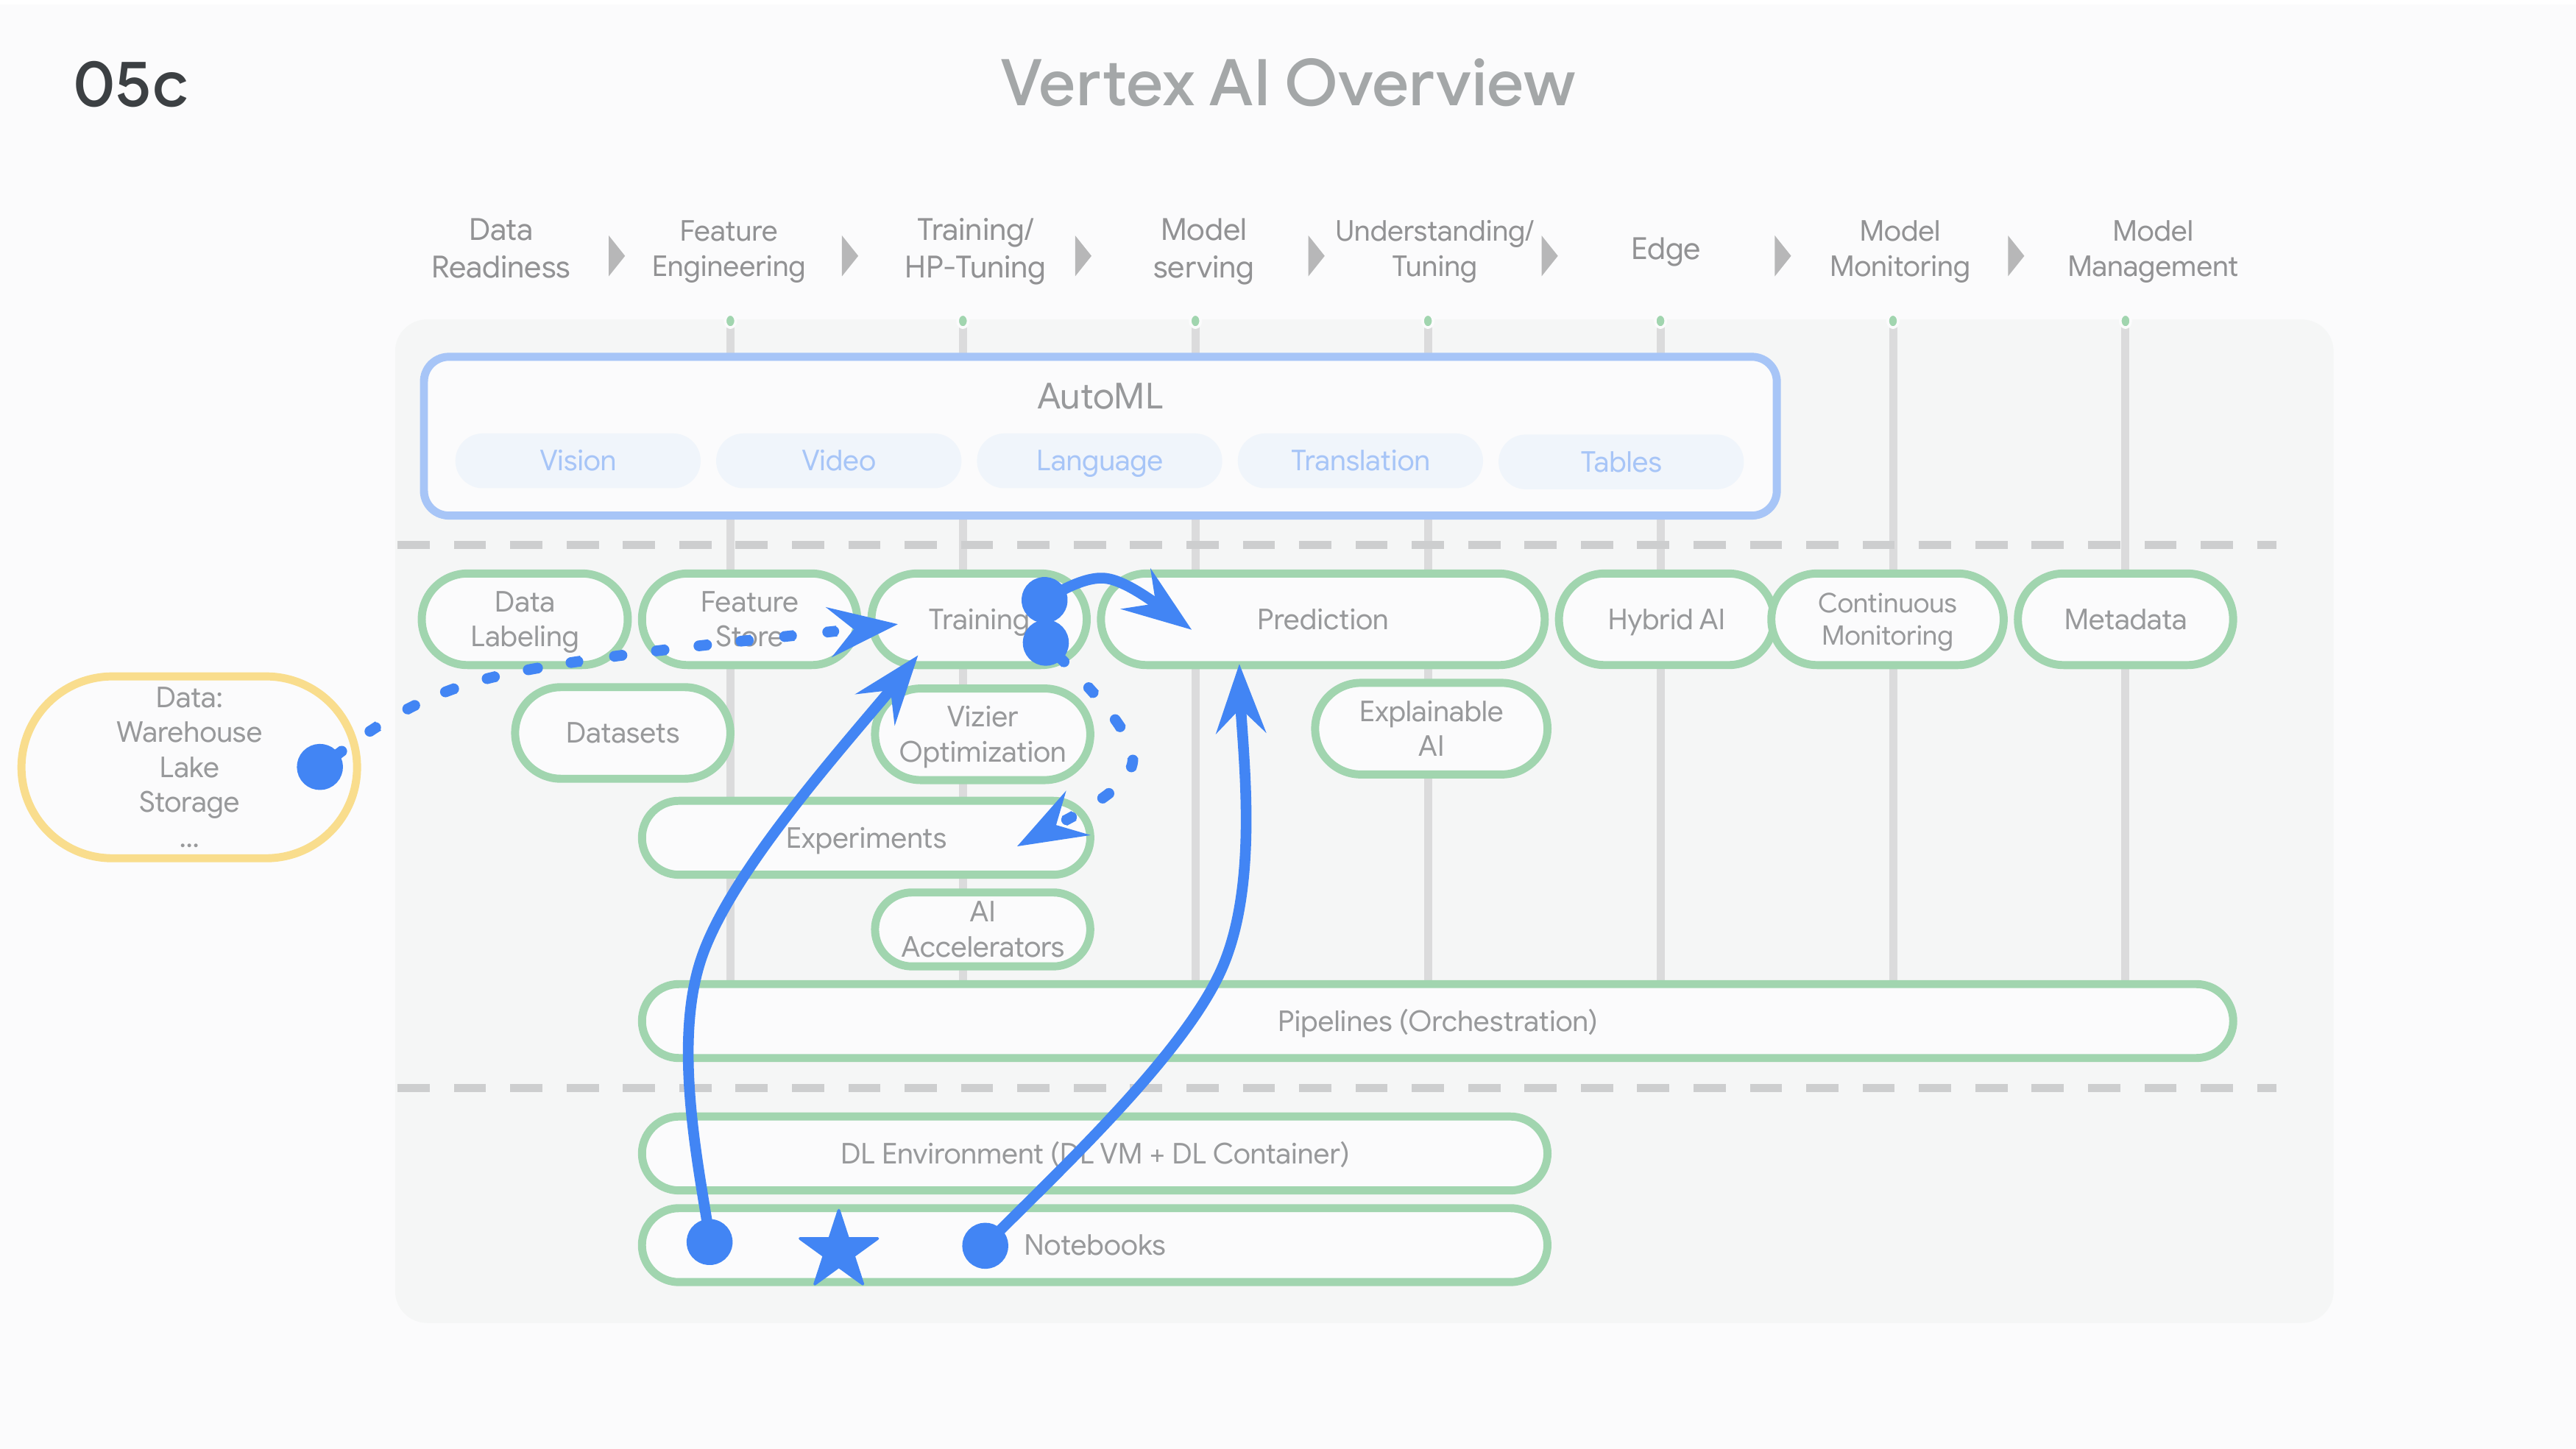 05c
Vertex AI Overview
Data
Readiness
Feature
Engineering
Training/
HP-Tuning
Model
serving
Understanding/
Tuning
Edge
Model
Monitoring
Model
Management
AutoML
Vision
Video
Language
Translation
Tables
Data
Labeling
Feature
Store
Training
Prediction
Hybrid AI
Continuous
Monitoring
Metadata
Data:
Warehouse
Lake
Storage
...
Datasets
Vizier
Optimization
Explainable
AI
Experiments
AI
Accelerators
Pipelines (Orchestration)
DL Environment (DL VM + DL Container)
Notebooks